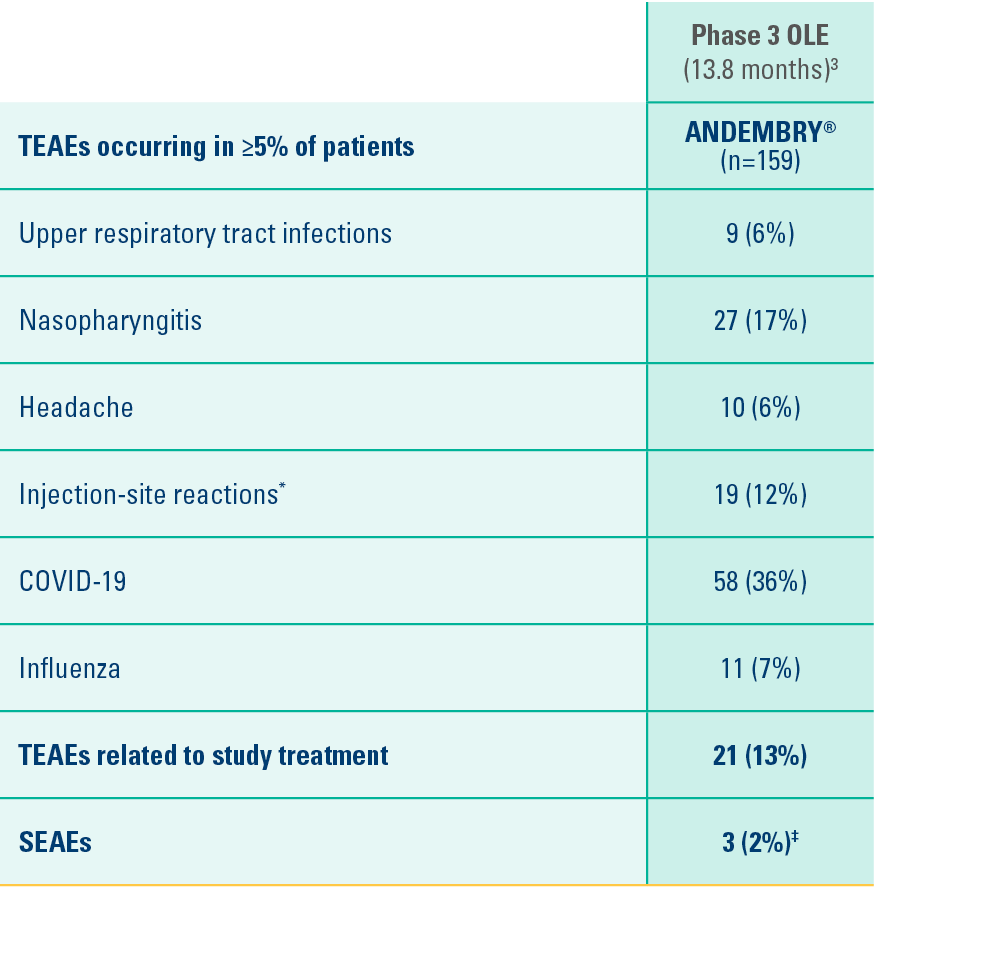 Phase 3 OLE
(13.8 months)³
TEAEs occurring in ≥5% of patients
ANDEMBRY®
(n=159)
Upper respiratory tract infections
9 (6%)
Nasopharyngitis
27 (17%)
Headache
10 (6%)
Injection-site reactions*
19 (12%)
COVID-19
58 (36%)
Influenza
11 (7%)
TEAEs related to study treatment
21 (13%)
SEAEs
3 (2%)‡